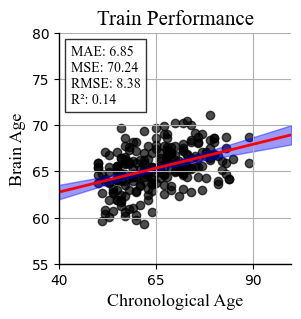 Train Performance
MAE: 6.85
MSE: 70.24
RMSE: 8.38
R²: 0.14
Brain Age
80
75
70
65
60
55
40
65
90
Chronological Age